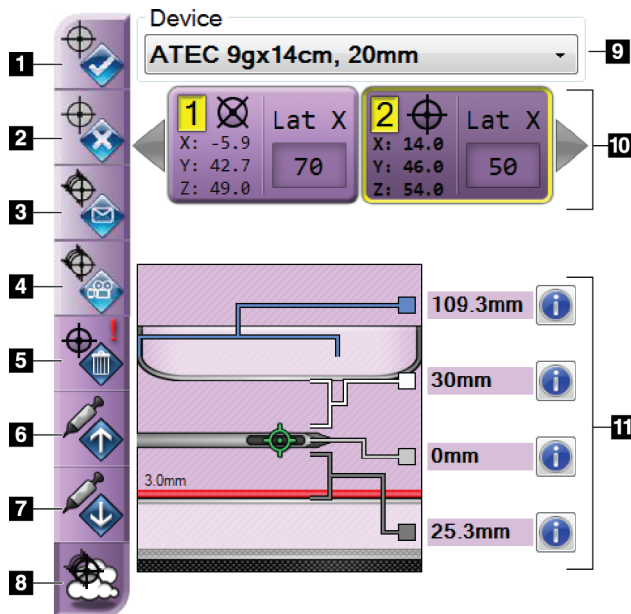 Device
1
ATEC 9gx14cm, 20mm
9
1 Lat X
X: -5.9
Y: 42.7
Z: 49.0
70
2 Lat X
X: 14.0
Y: 46.0
Z: 54.0
50
10
2
3
4
5
!
6
7
8
109.3mm
30mm
0mm
3.0mm
25.3mm
11